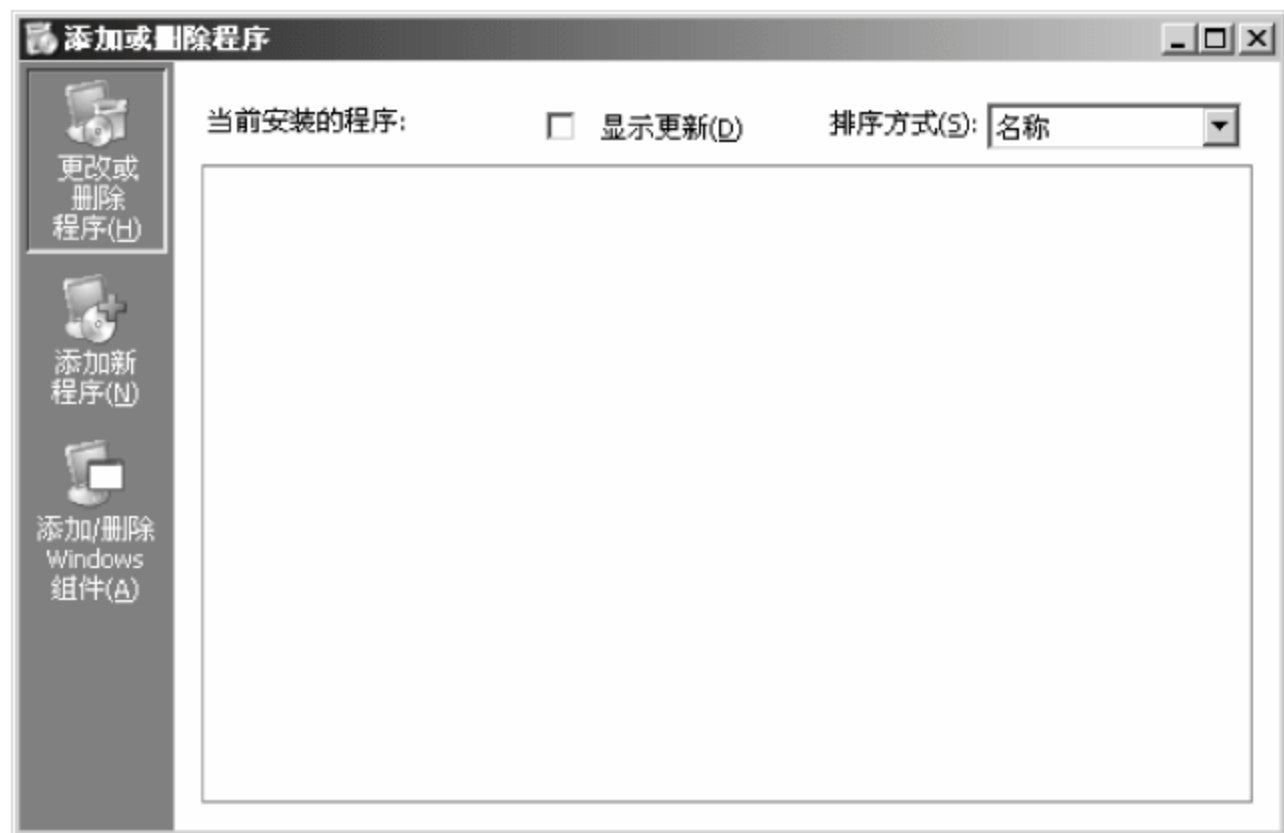 添加或删除程序
更改或
删除
程序(H)
当前安装的程序:
显示更新(D)
排序方式(S):
名称
添加新
程序(N)
添加/删除
Windows
组件(A)